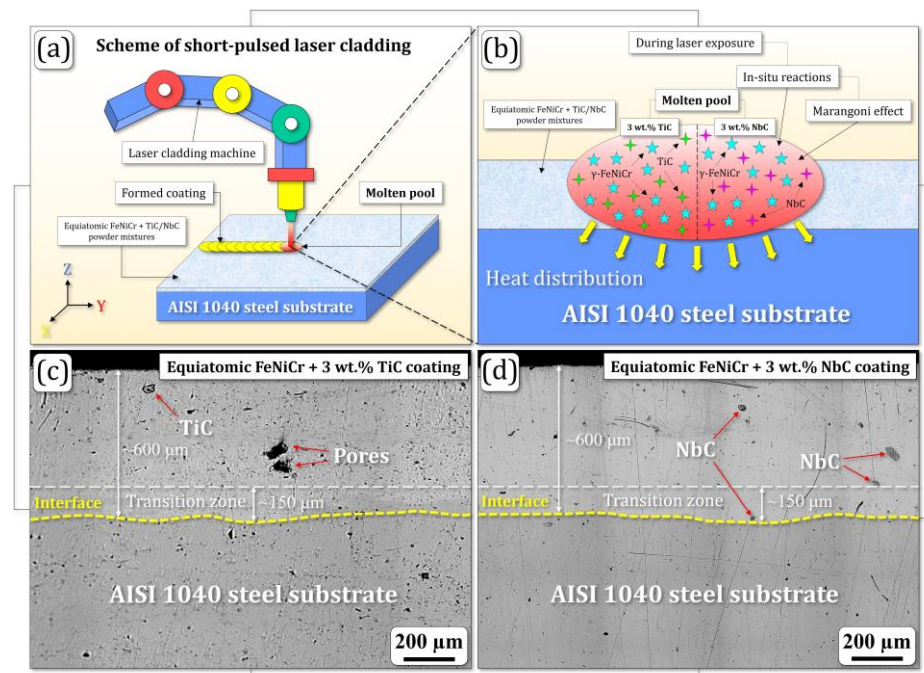 (a)
Scheme of short-pulsed laser cladding
Laser cladding machine
Formed coating
Molten pool
Equiatomic FeNiCr + TiC/NbC
powder mixtures
Z
Y
X
AISI 1040 steel substrate
(b)
During laser exposure
In-situ reactions
Marangoni effect
Equiatomic FeNiCr + TiC/NbC
powder mixtures
Molten pool
3 wt.% TiC
3 wt.% NbC
γ-FeNiCr
TiC
γ-FeNiCr
NbC
Heat distribution
AISI 1040 steel substrate
(c)
Equiatomic FeNiCr + 3 wt.% TiC coating
TiC
~600 μm
Pores
Interface
Transition zone
~150 μm
AISI 1040 steel substrate
200 μm
(d)
Equiatomic FeNiCr + 3 wt.% NbC coating
~600 μm
NbC
NbC
Interface
Transition zone
~150 μm
AISI 1040 steel substrate
200 μm